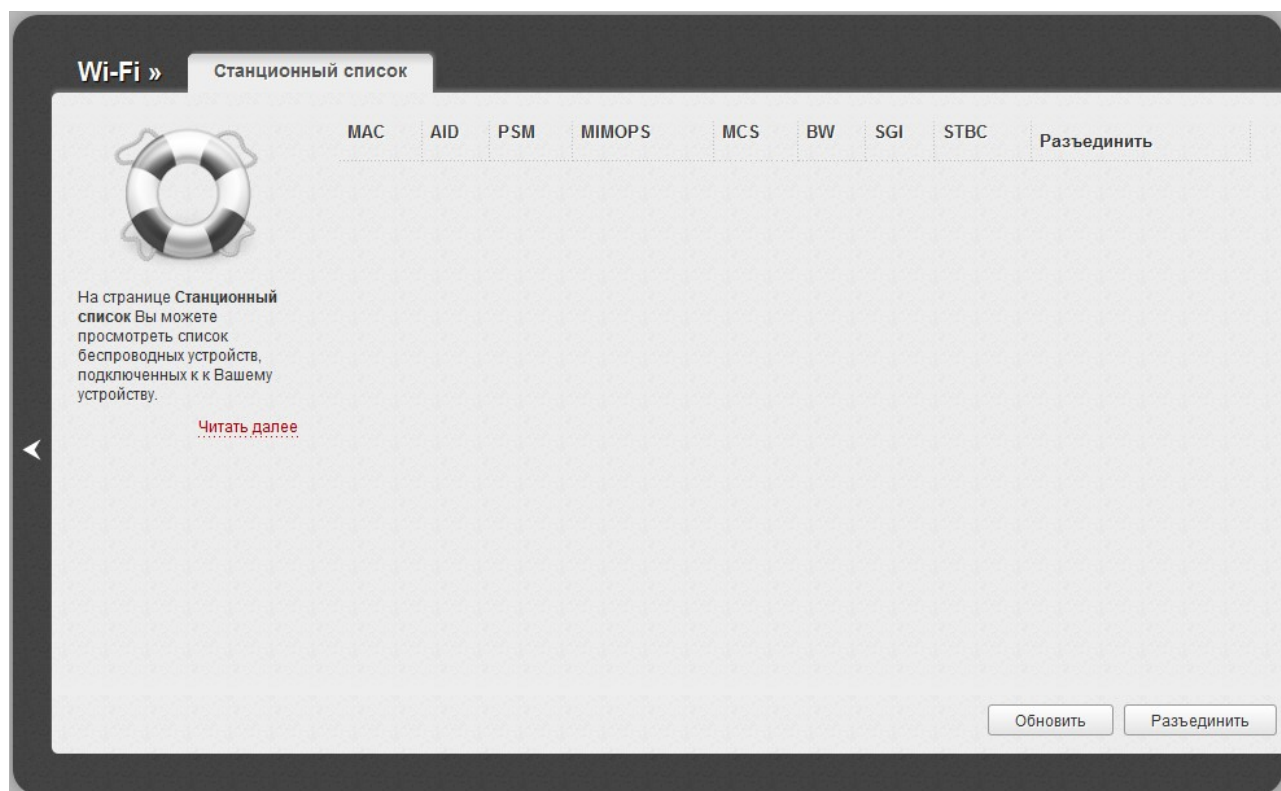 Wi-Fi »
Станционный список
MAC AID PSM MIMOPS MCS BW SGI STBC Разъединить
На странице Станционный
список Вы можете
просмотреть список
беспроводных устройств,
подключенных к к Вашему
устройству.
Читать далее
Обновить Разъединить